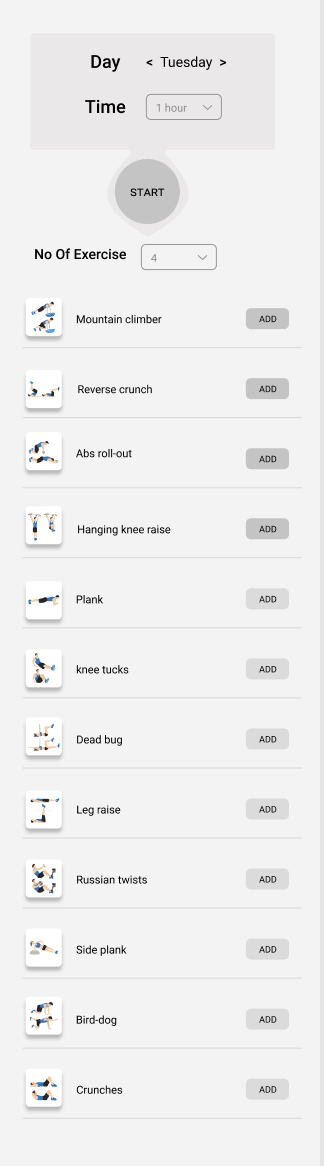 Day < Tuesday >
Time 1 hour
START
No Of Exercise 4
Mountain climber ADD
Reverse crunch ADD
Abs roll-out ADD
Hanging knee raise ADD
Plank ADD
knee tucks ADD
Dead bug ADD
Leg raise ADD
Russian twists ADD
Side plank ADD
Bird-dog ADD
Crunches ADD